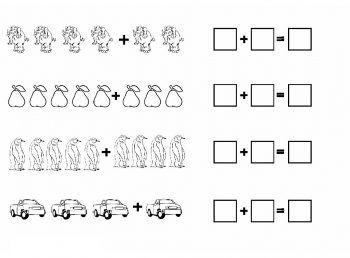 + + =
+ + =
+ + =
+ + =